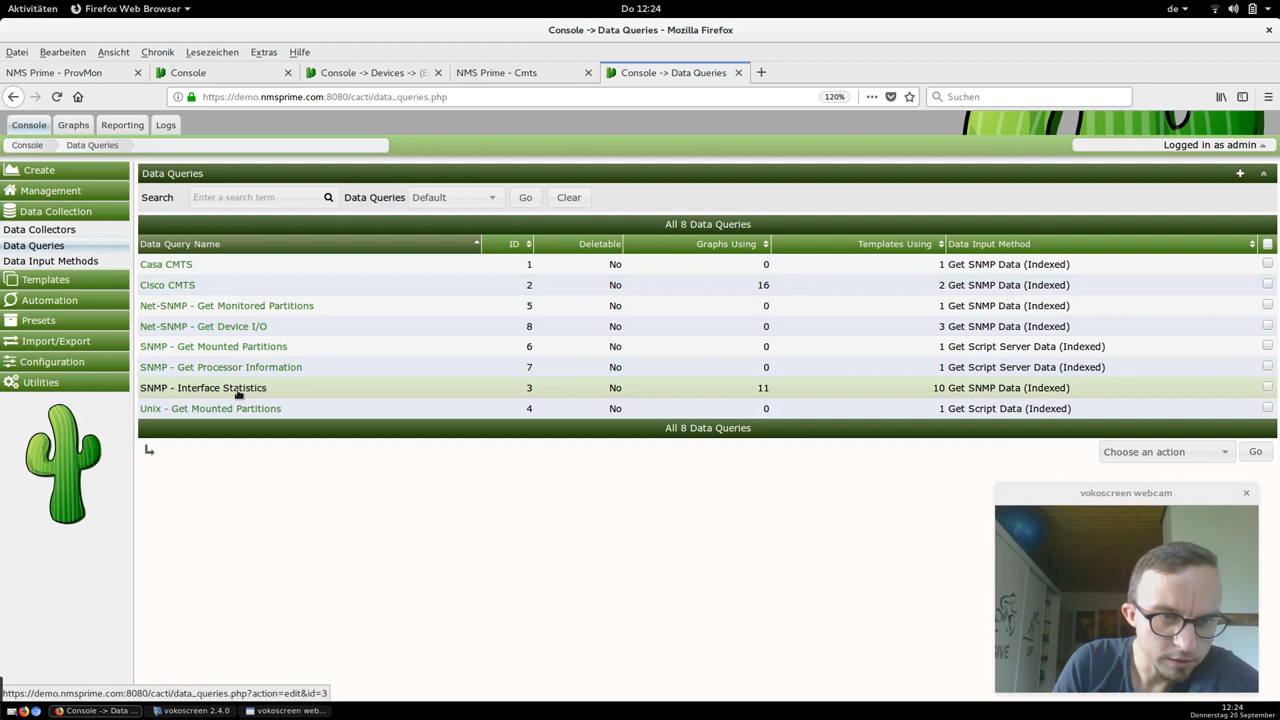 Aktivitäten
Firefox Web Browser
Do 12:24
de
Console -> Data Queries - Mozilla Firefox
Datei Bearbeiten Ansicht Chronik Lesezeichen Extras Hilfe
NMS Prime - ProvMon
Console
Console -> Devices -> (E
NMS Prime - Cmts
Console -> Data Queries
https://demo.nmsprime.com:8080/cacti/data_queries.php
120%
Suchen
Console Graphs Reporting Logs
Console Data Queries
Logged in as admin
Create
Management
Data Collection
Data Collectors
Data Queries
Data Input Methods
Templates
Automation
Presets
Import/Export
Configuration
Utilities
Data Queries
Search Enter a search term Data Queries Default Go Clear
All 8 Data Queries
Data Query Name ID Deletable Graphs Using Templates Using Data Input Method
Casa CMTS 1 No 0 1 Get SNMP Data (Indexed)
Cisco CMTS 2 No 16 2 Get SNMP Data (Indexed)
Net-SNMP - Get Monitored Partitions 5 No 0 1 Get SNMP Data (Indexed)
Net-SNMP - Get Device I/O 8 No 0 3 Get SNMP Data (Indexed)
SNMP - Get Mounted Partitions 6 No 0 1 Get Script Server Data (Indexed)
SNMP - Get Processor Information 7 No 0 1 Get Script Server Data (Indexed)
SNMP - Interface Statistics 3 No 11 10 Get SNMP Data (Indexed)
Unix - Get Mounted Partitions 4 No 0 1 Get Script Data (Indexed)
All 8 Data Queries
Choose an action Go
vokoscreen webcam
https://demo.nmsprime.com:8080/cacti/data_queries.php?action=edit&id=3
Console -> Data ...
vokoscreen 2.4.0
vokoscreen web...
12:24
Donnerstag 20 September